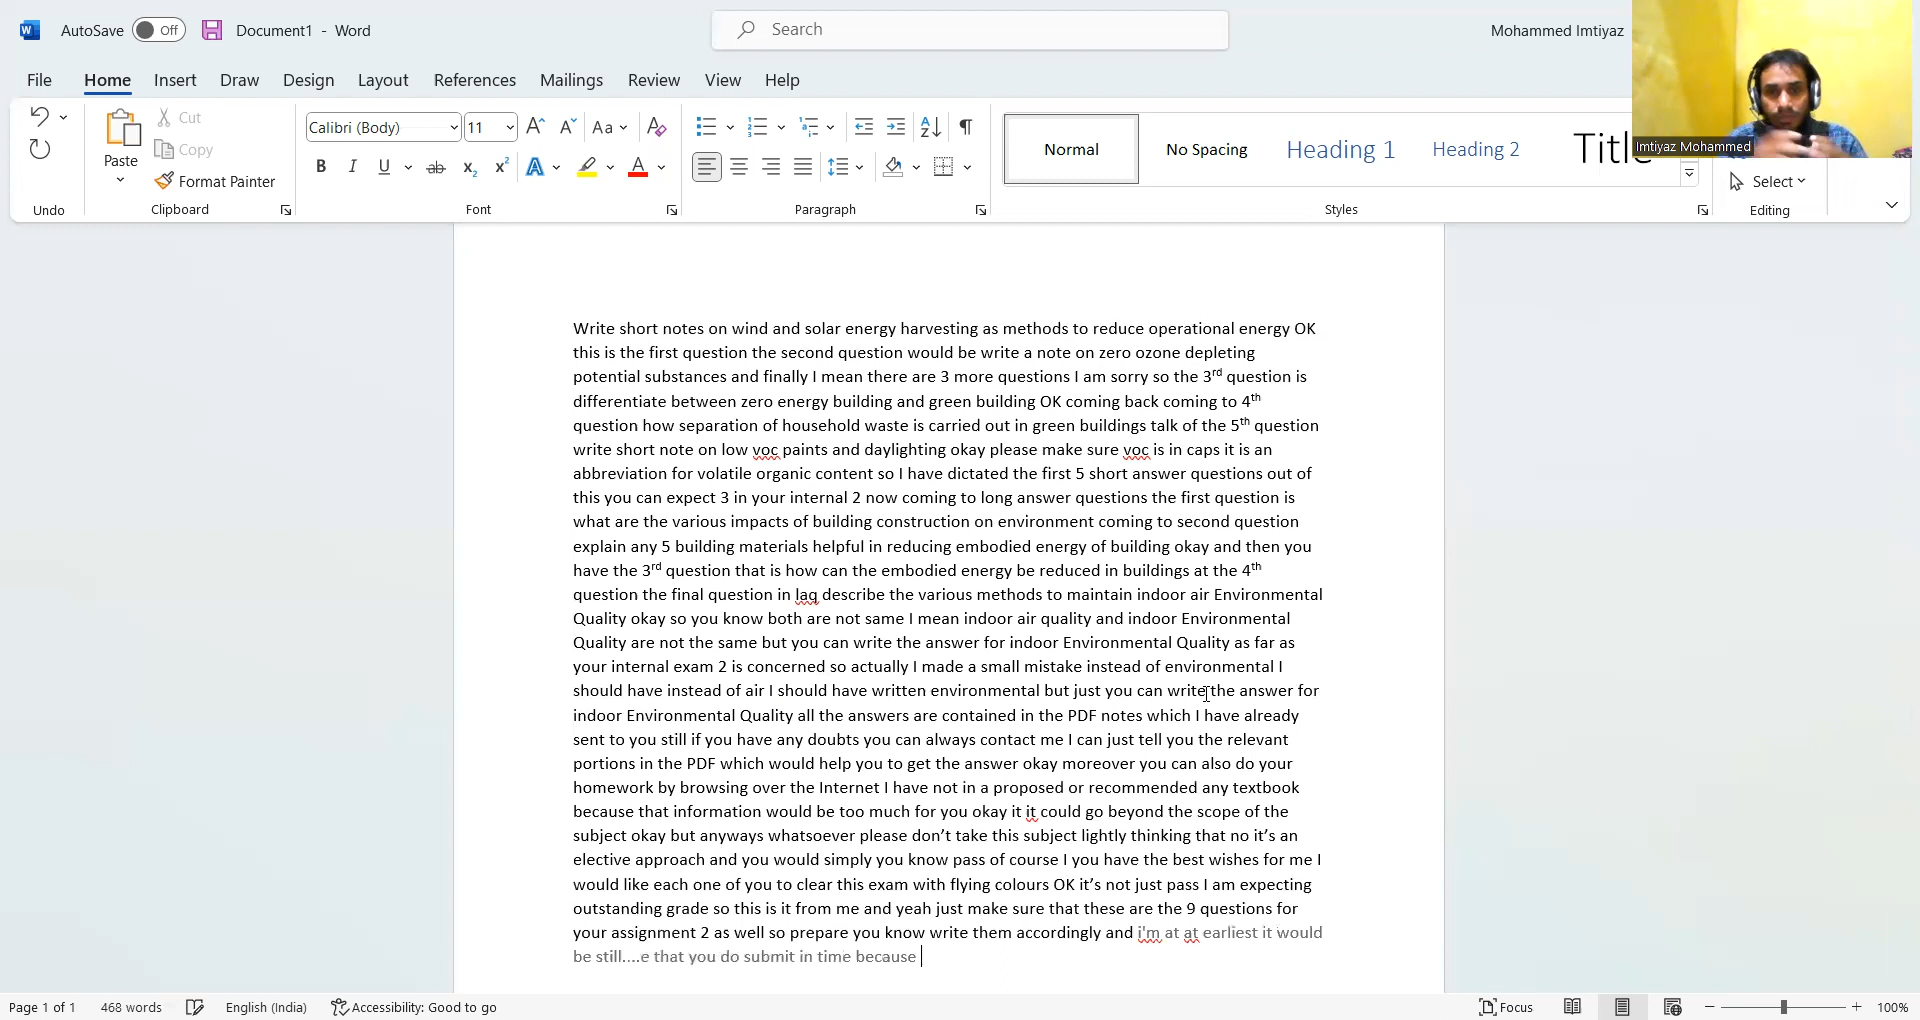 AutoSave Off Document1 - Word Search Mohammed Imtiyaz
File Home Insert Draw Design Layout References Mailings Review View Help
Paste Cut Copy Format Painter
Calibri (Body) 11
Normal No Spacing Heading 1 Heading 2 Title
Imtiyaz Mohammed
Select
Undo Clipboard Font Paragraph Styles Editing
Write short notes on wind and solar energy harvesting as methods to reduce operational energy OK
this is the first question the second question would be write a note on zero ozone depleting
potential substances and finally I mean there are 3 more questions I am sorry so the 3rd question is
differentiate between zero energy building and green building OK coming back coming to 4th
question how separation of household waste is carried out in green buildings talk of the 5th question
write short note on low voc paints and daylighting okay please make sure voc is in caps it is an
abbreviation for volatile organic content so I have dictated the first 5 short answer questions out of
this you can expect 3 in your internal 2 now coming to long answer questions the first question is
what are the various impacts of building construction on environment coming to second question
explain any 5 building materials helpful in reducing embodied energy of building okay and then you
have the 3rd question that is how can the embodied energy be reduced in buildings at the 4th
question the final question in laq describe the various methods to maintain indoor air Environmental
Quality okay so you know both are not same I mean indoor air quality and indoor Environmental
Quality are not the same but you can write the answer for indoor Environmental Quality as far as
your internal exam 2 is concerned so actually I made a small mistake instead of environmental I
should have instead of air I should have written environmental but just you can write the answer for
indoor Environmental Quality all the answers are contained in the PDF notes which I have already
sent to you still if you have any doubts you can always contact me I can just tell you the relevant
portions in the PDF which would help you to get the answer okay moreover you can also do your
homework by browsing over the Internet I have not in a proposed or recommended any textbook
because that information would be too much for you okay it it could go beyond the scope of the
subject okay but anyways whatsoever please don’t take this subject lightly thinking that no it’s an
elective approach and you would simply you know pass of course I you have the best wishes for me I
would like each one of you to clear this exam with flying colours OK it’s not just pass I am expecting
outstanding grade so this is it from me and yeah just make sure that these are the 9 questions for
your assignment 2 as well so prepare you know write them accordingly and i'm at at earliest it would
be still....e that you do submit in time because
Page 1 of 1 468 words English (India) Accessibility: Good to go Focus 100%